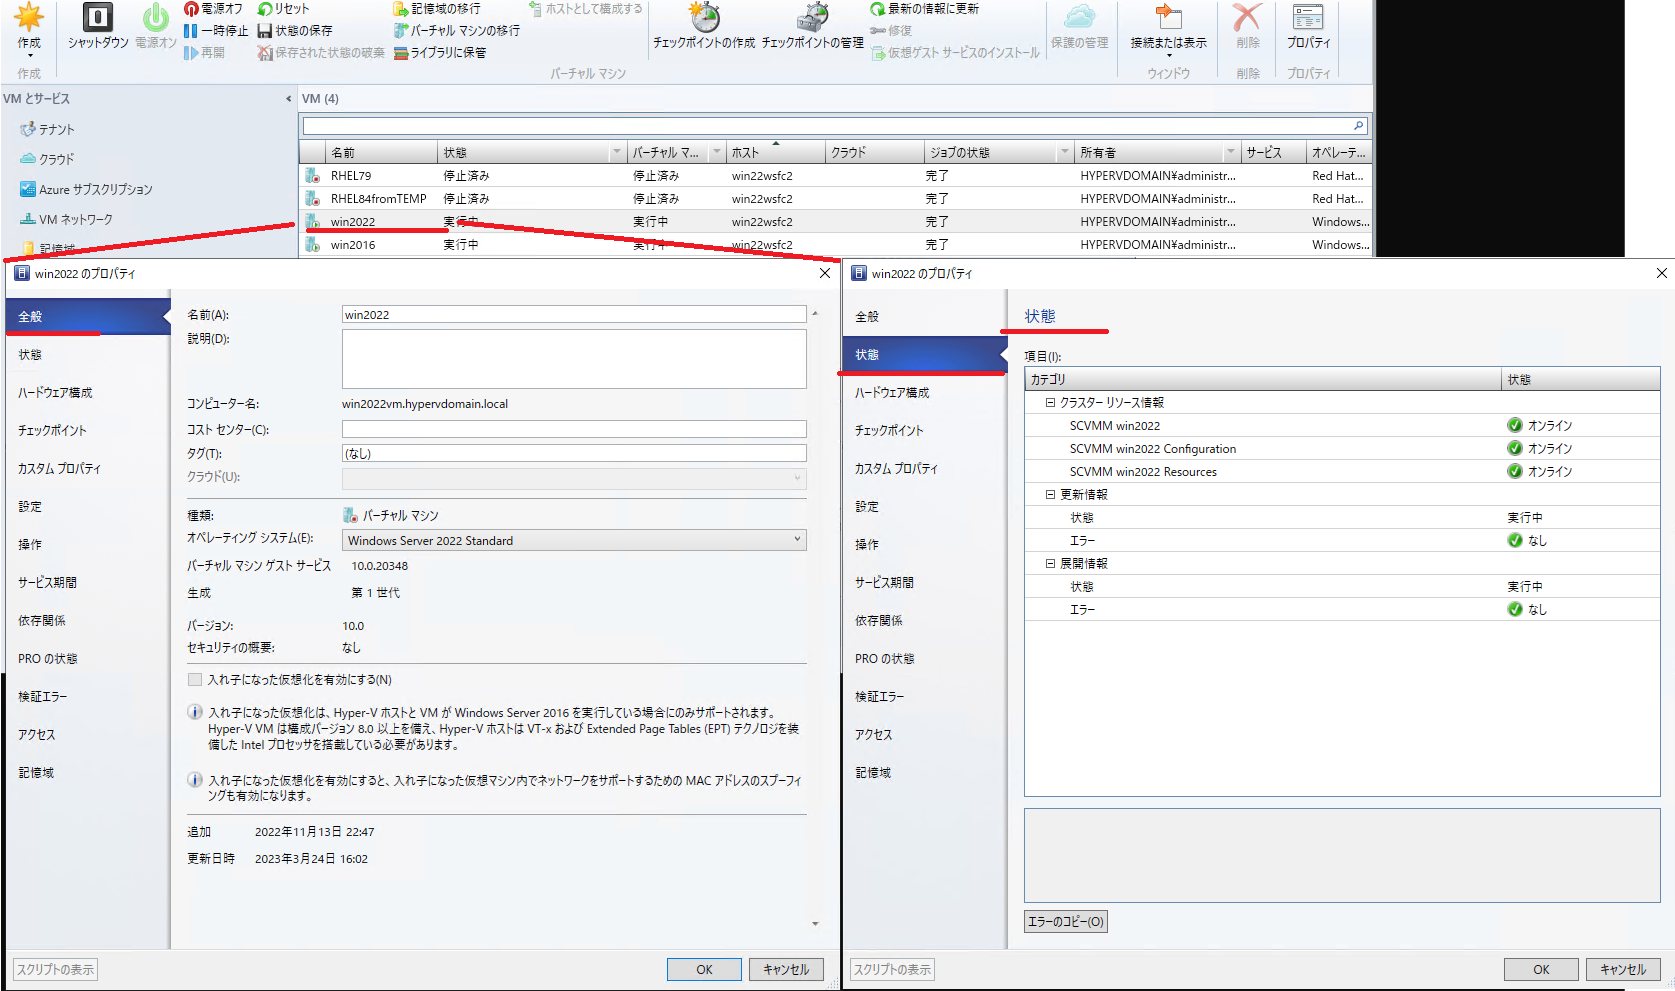 電源オフ
リセット
記憶域の移行
ホストとして構成する
最新の情報に更新
作成
シャットダウン
電源オン
一時停止
状態の保存
バーチャル マシンの移行
チェックポイントの作成
チェックポイントの管理
修復
保護の管理
接続または表示
削除
プロパティ
再開
保存された状態の破棄
ライブラリに保管
仮想ゲスト サービスのインストール
作成
バーチャル マシン
ウィンドウ
削除
プロパティ
VM とサービス
テナント
クラウド
Azure サブスクリプション
VM ネットワーク
記憶域
VM (4)
名前 状態 バーチャル マ... ホスト クラウド ジョブの状態 所有者 サービス オペレーテ...
RHEL79 停止済み 停止済み win22wsfc2 完了 HYPERVDOMAIN¥administr... Red Hat...
RHEL84fromTEMP 停止済み 停止済み win22wsfc2 完了 HYPERVDOMAIN¥administr... Red Hat...
win2022 実行中 実行中 win22wsfc2 完了 HYPERVDOMAIN¥administr... Windows...
win2016 実行中 実行中 win22wsfc2 完了 HYPERVDOMAIN¥administr... Windows...
win2022 のプロパティ
全般
状態
ハードウェア構成
チェックポイント
カスタム プロパティ
設定
操作
サービス期間
依存関係
PRO の状態
検証エラー
アクセス
記憶域
名前(A): win2022
説明(D):
コンピューター名: win2022vm.hypervdomain.local
コスト センター(C):
タグ(T): (なし)
クラウド(U):
種類: バーチャル マシン
オペレーティング システム(E): Windows Server 2022 Standard
バーチャル マシン ゲスト サービス 10.0.20348
生成 第 1 世代
バージョン: 10.0
セキュリティの概要: なし
入れ子になった仮想化を有効にする(N)
入れ子になった仮想化は、Hyper-V ホストと VM が Windows Server 2016 を実行している場合にのみサポートされます。
Hyper-V VM は構成バージョン 8.0 以上を備え、Hyper-V ホストは VT-x および Extended Page Tables (EPT) テクノロジを装
備した Intel プロセッサを搭載している必要があります。
入れ子になった仮想化を有効にすると、入れ子になった仮想マシン内でネットワークをサポートするための MAC アドレスのスプーフィ
ングも有効になります。
追加 2022年11月13日 22:47
更新日時 2023年3月24日 16:02
スクリプトの表示
OK
キャンセル
win2022 のプロパティ
全般
状態
ハードウェア構成
チェックポイント
カスタム プロパティ
設定
操作
サービス期間
依存関係
PRO の状態
検証エラー
アクセス
記憶域
状態
項目(I):
カテゴリ 状態
クラスター リソース情報
SCVMM win2022 オンライン
SCVMM win2022 Configuration オンライン
SCVMM win2022 Resources オンライン
更新情報
状態 実行中
エラー なし
展開情報
状態 実行中
エラー なし
エラーのコピー(O)
スクリプトの表示
OK
キャンセル